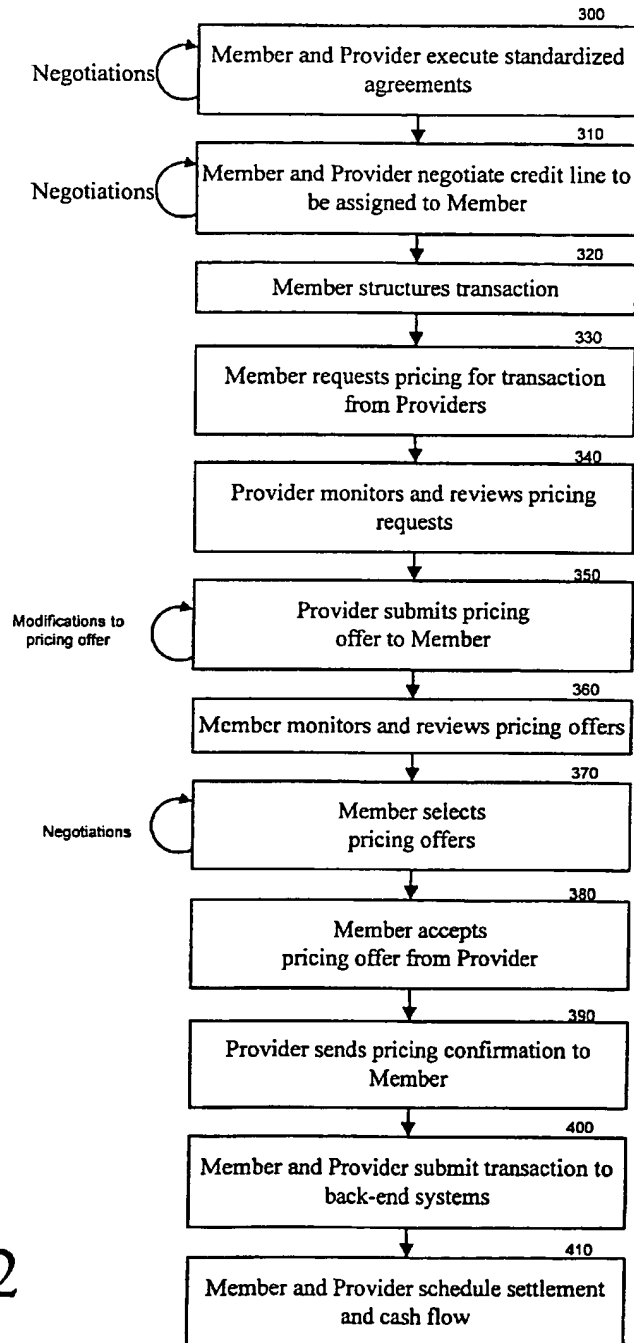 300
Negotiations
Member and Provider execute standardized
agreements
310
Negotiations
Member and Provider negotiate credit line to
be assigned to Member
320
Member structures transaction
330
Member requests pricing for transaction
from Providers
340
Provider monitors and reviews pricing
requests
350
Modifications to
pricing offer
Provider submits pricing
offer to Member
360
Member monitors and reviews pricing offers
370
Negotiations
Member selects
pricing offers
380
Member accepts
pricing offer from Provider
390
Provider sends pricing confirmation to
Member
400
Member and Provider submit transaction to
back-end systems
410
2
Member and Provider schedule settlement
and cash flow